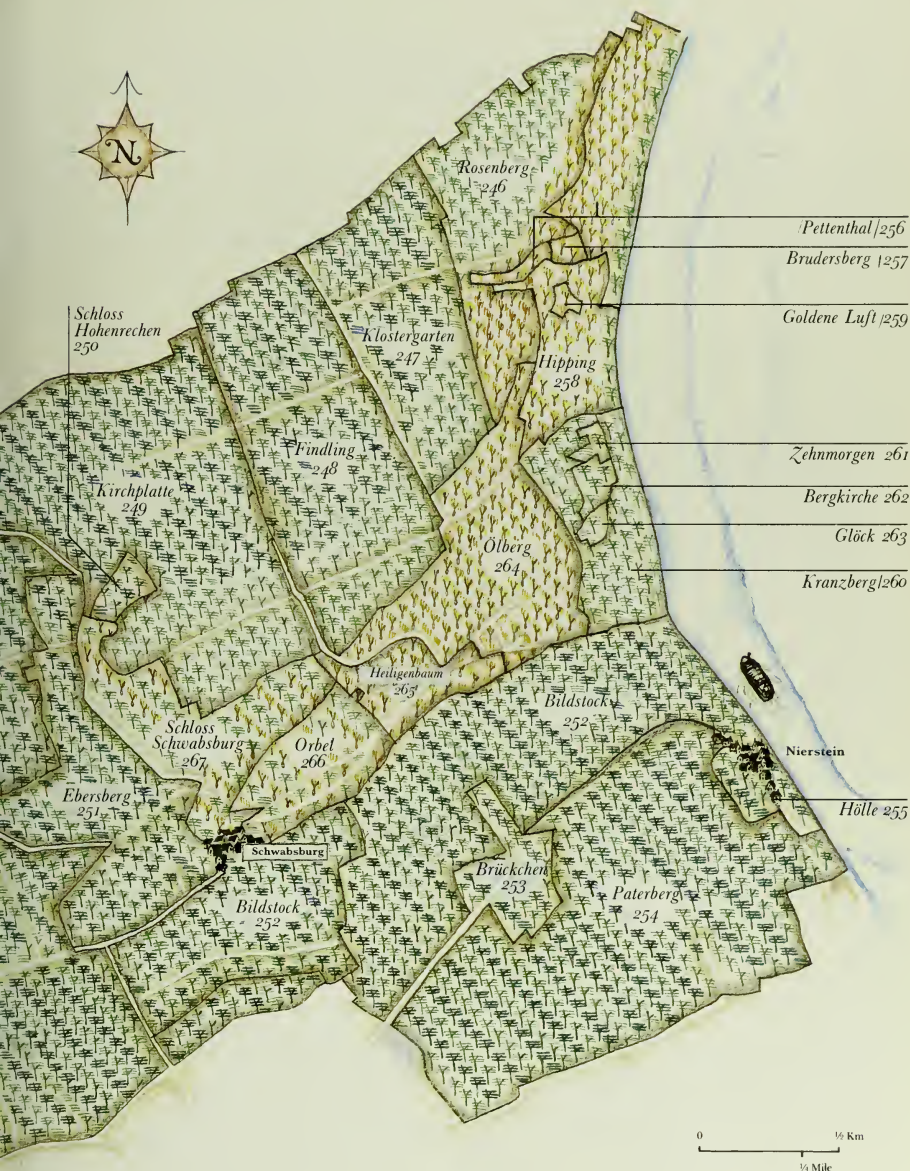 N
Rosenberg
246
Pettenthal/256
Brudersberg /257
Schloss
Hohenrechen
250
Goldene Luft/259
Klostergarten
247
Hipping
258
Findling
248
Zehnmorgen 261
Kirchplatte
249
Bergkirche 262
Glöck 263
Ölberg
264
Kranzberg/260
Heiligenbaum
265
Bildstock
252
Schloss
Schwabsburg
267
Orbel
266
Nierstein
Ebersberg
251
Hölle 255
Schwabsburg
Brückchen
253
Bildstock
252
Paterberg
254
0
½ Km
¼ Mile